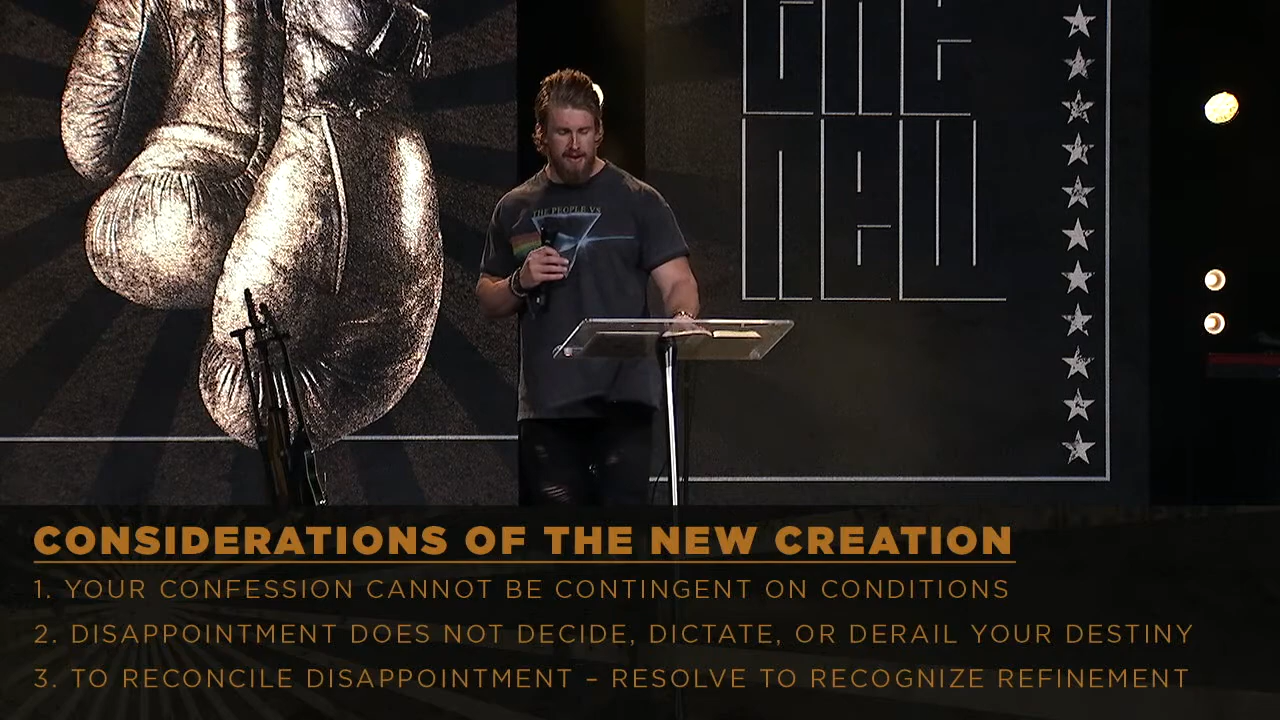 the
new
THE PEOPLE VS
CONSIDERATIONS OF THE NEW CREATION
1. YOUR CONFESSION CANNOT BE CONTINGENT ON CONDITIONS
2. DISAPPOINTMENT DOES NOT DECIDE, DICTATE, OR DERAIL YOUR DESTINY
3. TO RECONCILE DISAPPOINTMENT – RESOLVE TO RECOGNIZE REFINEMENT